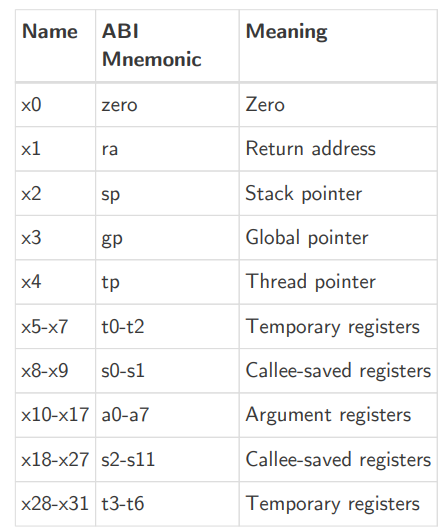 Name ABI Mnemonic Meaning
x0 zero Zero
x1 ra Return address
x2 sp Stack pointer
x3 gp Global pointer
x4 tp Thread pointer
x5-x7 t0-t2 Temporary registers
x8-x9 s0-s1 Callee-saved registers
x10-x17 a0-a7 Argument registers
x18-x27 s2-s11 Callee-saved registers
x28-x31 t3-t6 Temporary registers